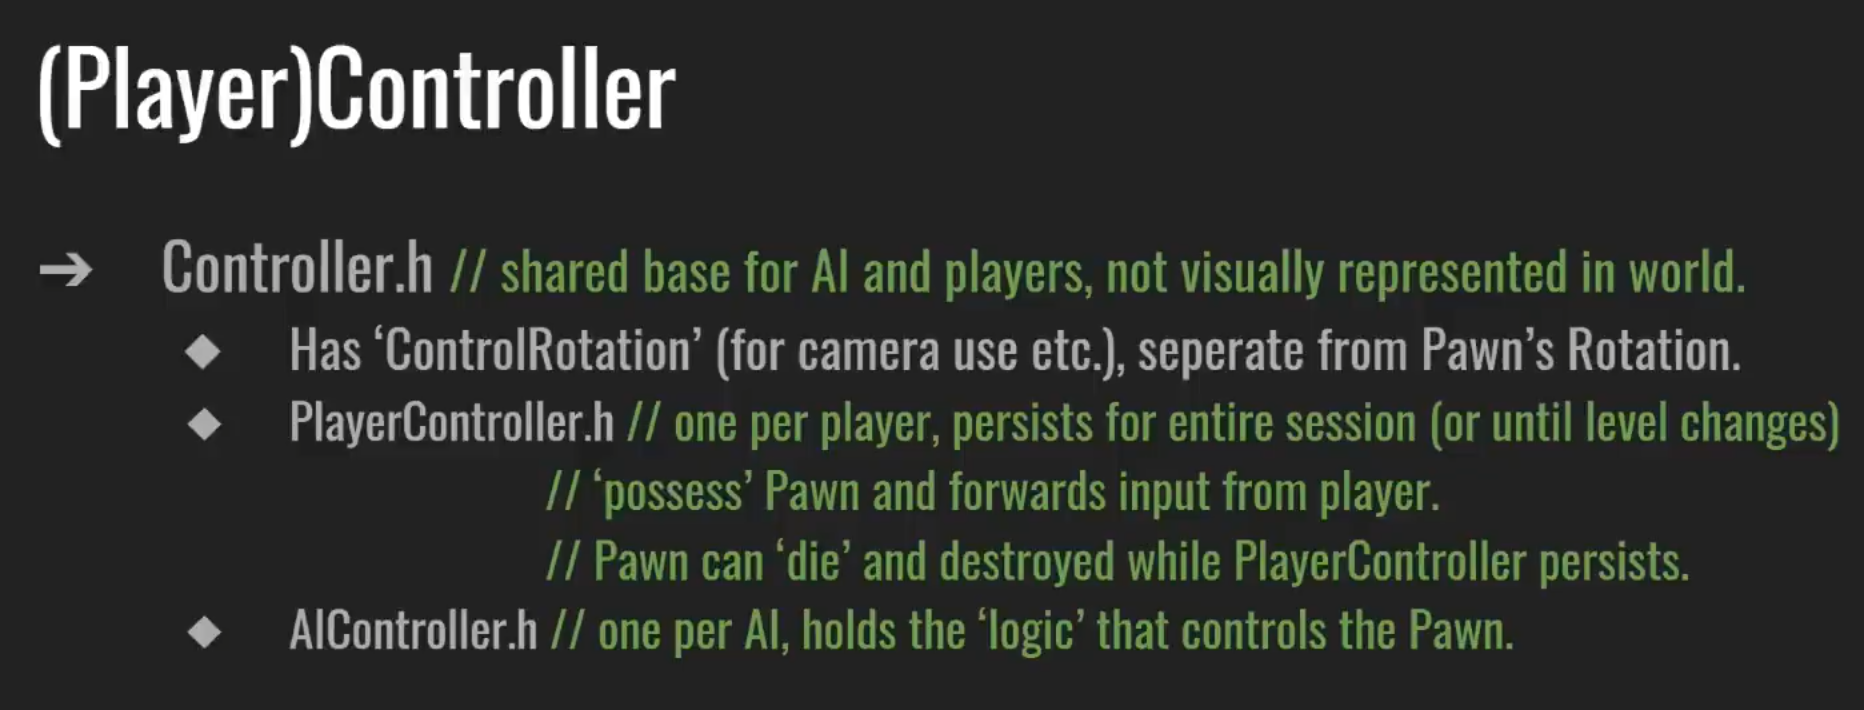 (Player)Controller
➔ Controller.h // shared base for AI and players, not visually represented in world.
◆ Has ‘ControlRotation’ (for camera use etc.), seperate from Pawn’s Rotation.
◆ PlayerController.h // one per player, persists for entire session (or until level changes)
// ‘possess’ Pawn and forwards input from player.
// Pawn can ‘die’ and destroyed while PlayerController persists.
◆ AIController.h // one per AI, holds the ‘logic’ that controls the Pawn.